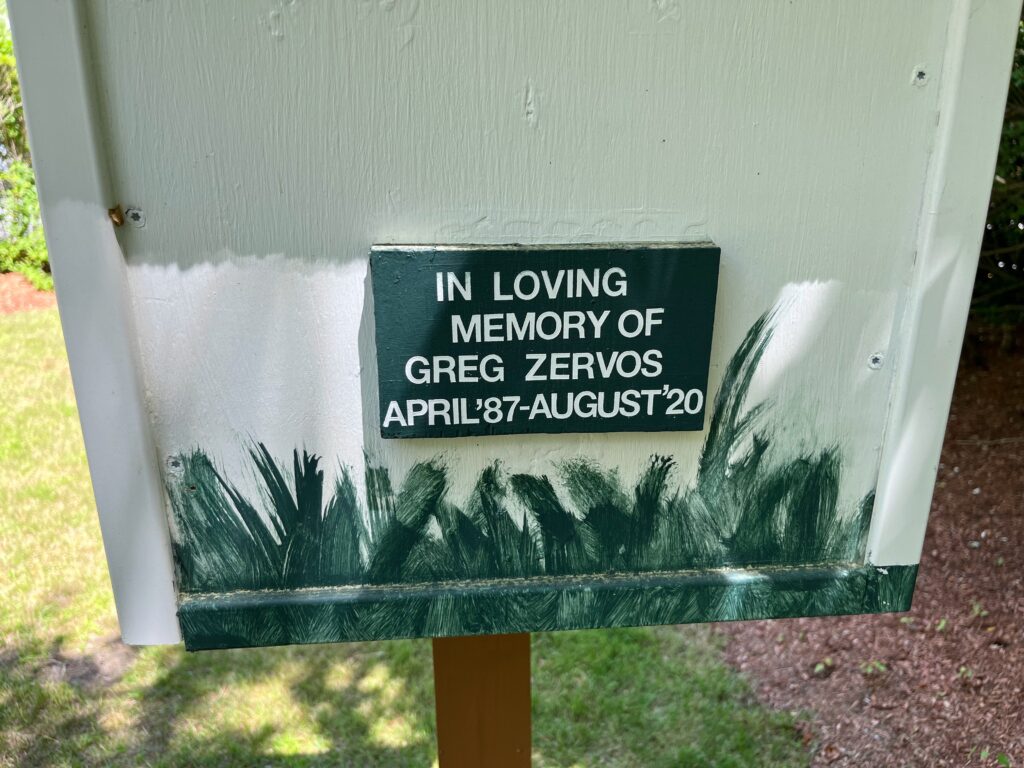 IN LOVING
MEMORY OF
GREG ZERVOS
APRIL'87-AUGUST'20